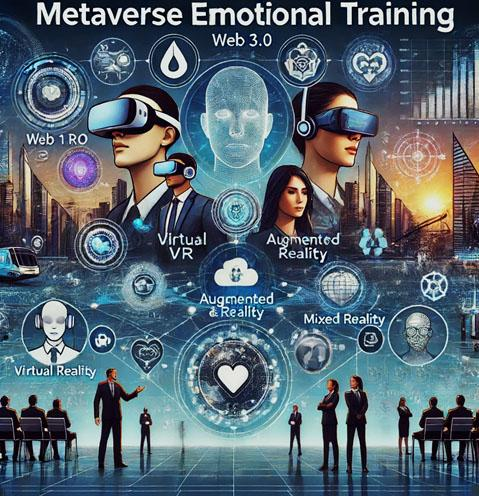 Metaverse Emotional Training
Web 3.0
Web 1 RO
Virtual
VR
Augmented
Reality
Augmented
& Reality
Mixed Reality
Virtual Reality